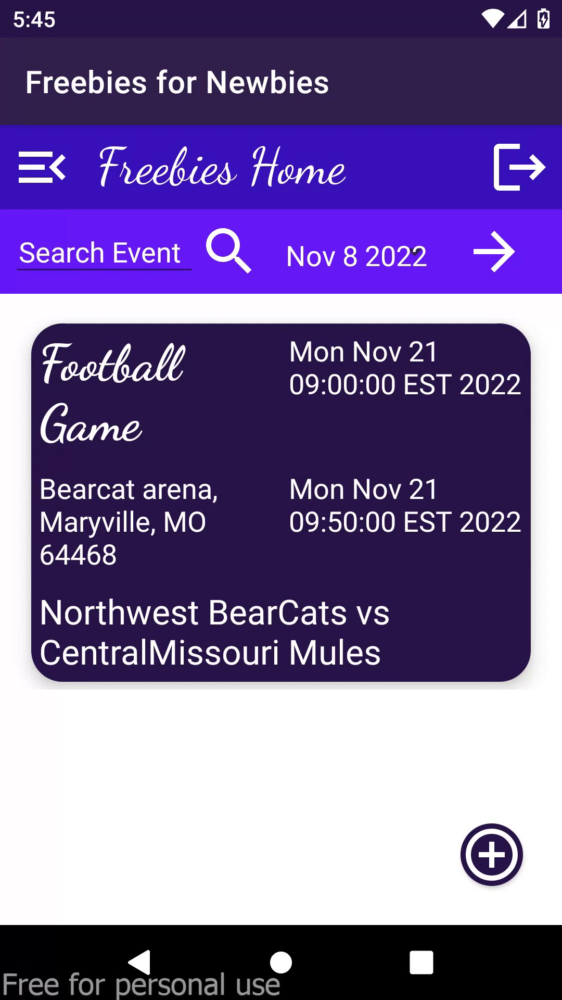 5:45
Freebies for Newbies
Freebies Home
Search Event
Nov 8 2022
Football
Game
Mon Nov 21
09:00:00 EST 2022
Bearcat arena,
Maryville, MO
64468
Mon Nov 21
09:50:00 EST 2022
Northwest BearCats vs
CentralMissouri Mules
Free for personal use